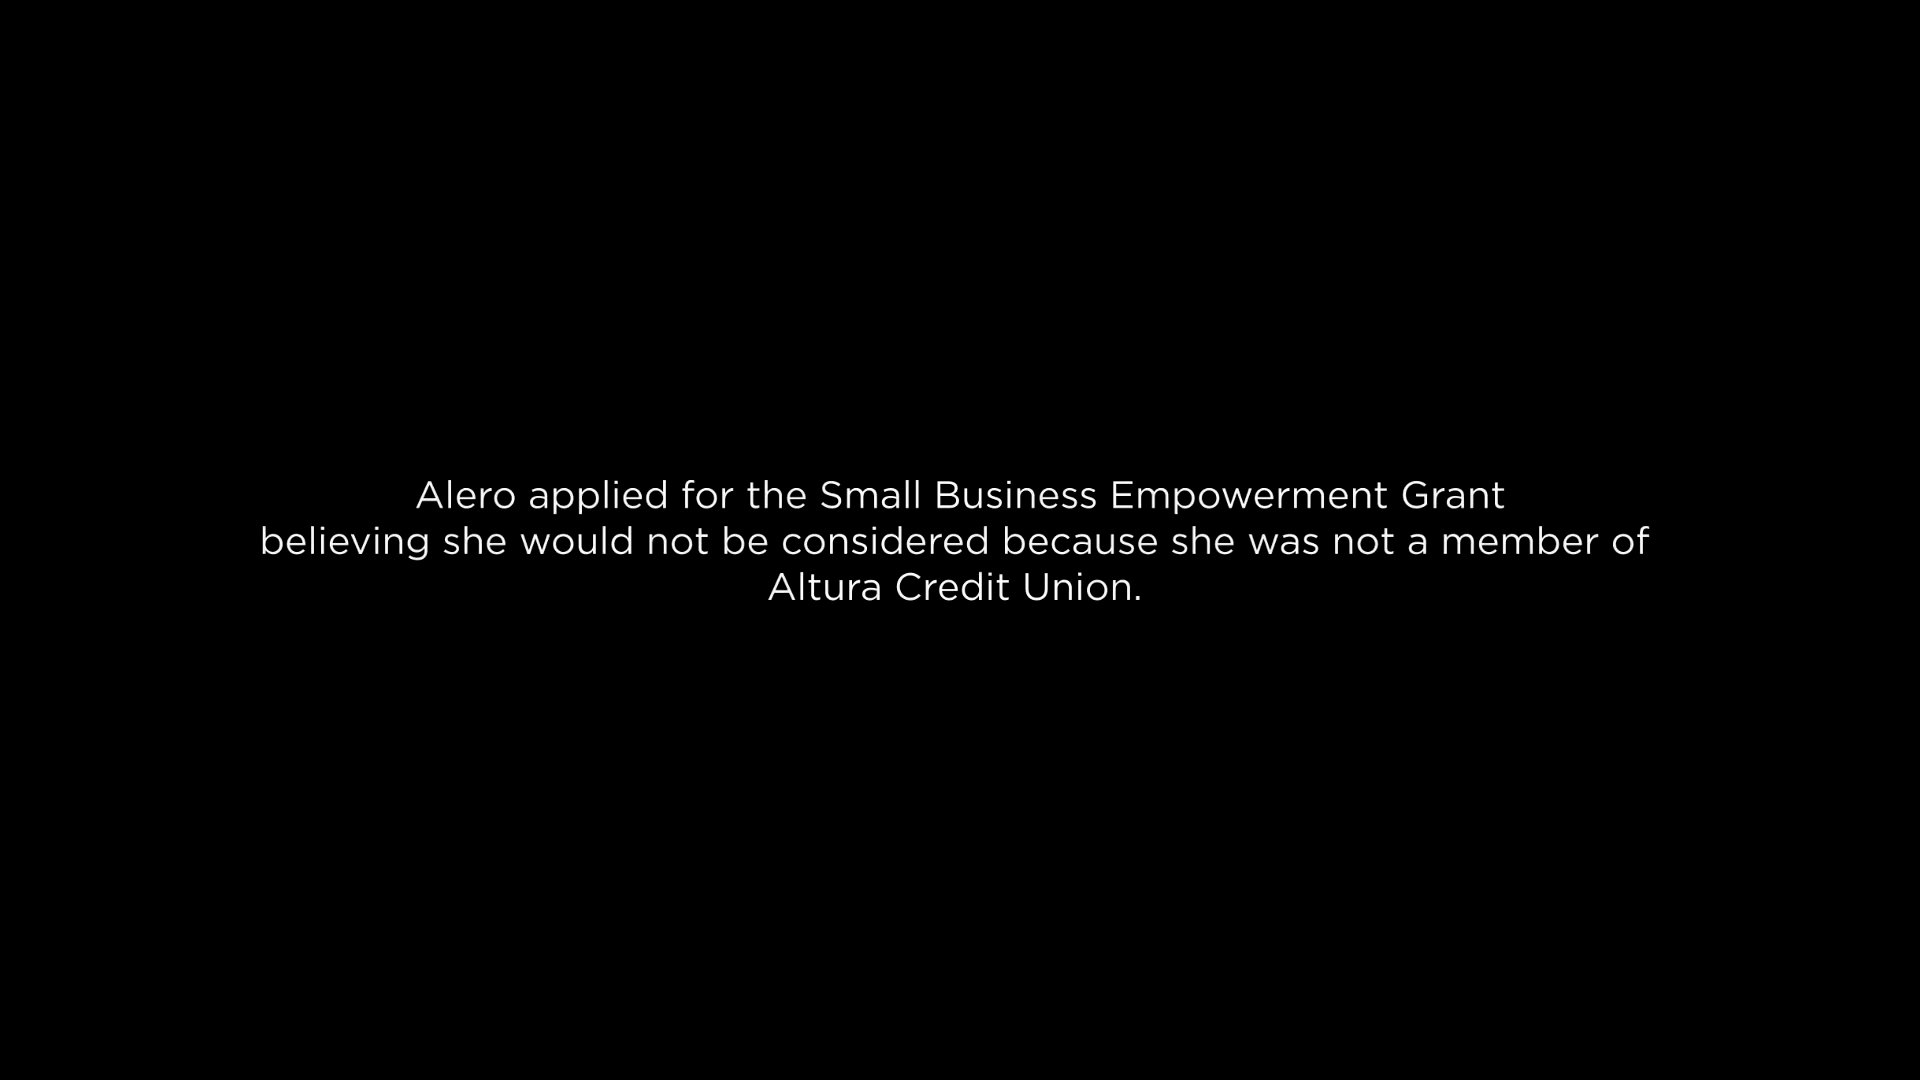 Alero applied for the Small Business Empowerment Grant
believing she would not be considered because she was not a member of
Altura Credit Union.